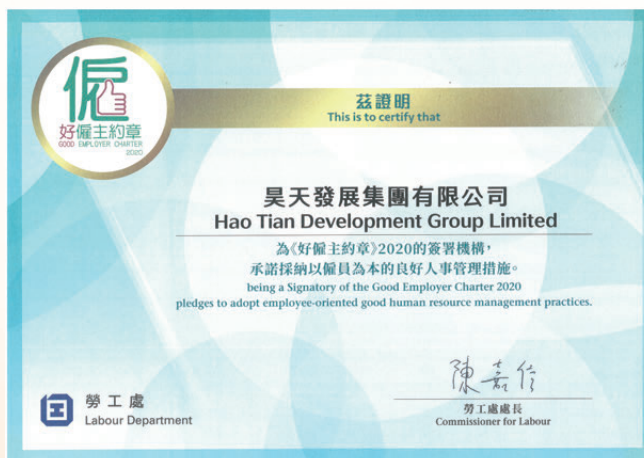 僱
好僱主約章
GOOD EMPLOYER CHARTER
2020
茲證明
This is to certify that
昊天發展集團有限公司
Hao Tian Development Group Limited
為《好僱主約章》2020的簽署機構，
承諾採納以僱員為本的良好人事管理措施。
being a Signatory of the Good Employer Charter 2020
pledges to adopt employee-oriented good human resource management practices.
陳嘉信
勞工處處長
Commissioner for Labour
勞工處
Labour Department